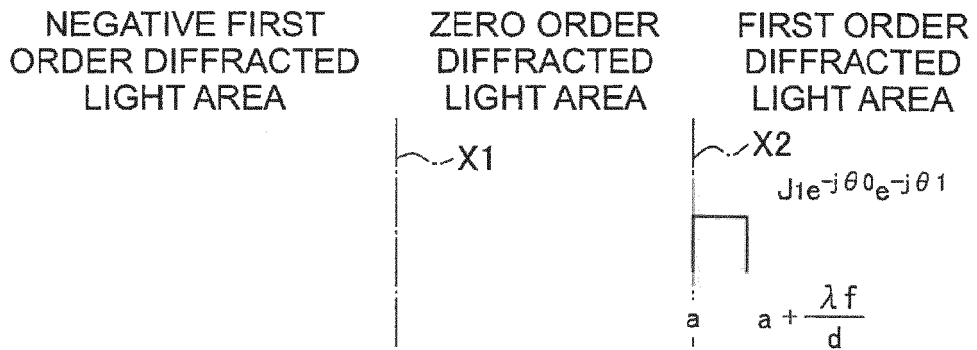 NEGATIVE FIRST
ORDER DIFFRACTED
LIGHT AREA
ZERO ORDER
DIFFRACTED
LIGHT AREA
FIRST ORDER
DIFFRACTED
LIGHT AREA
X1
X2
J1e^-jθ0e^-jθ1
a
a + λf/d